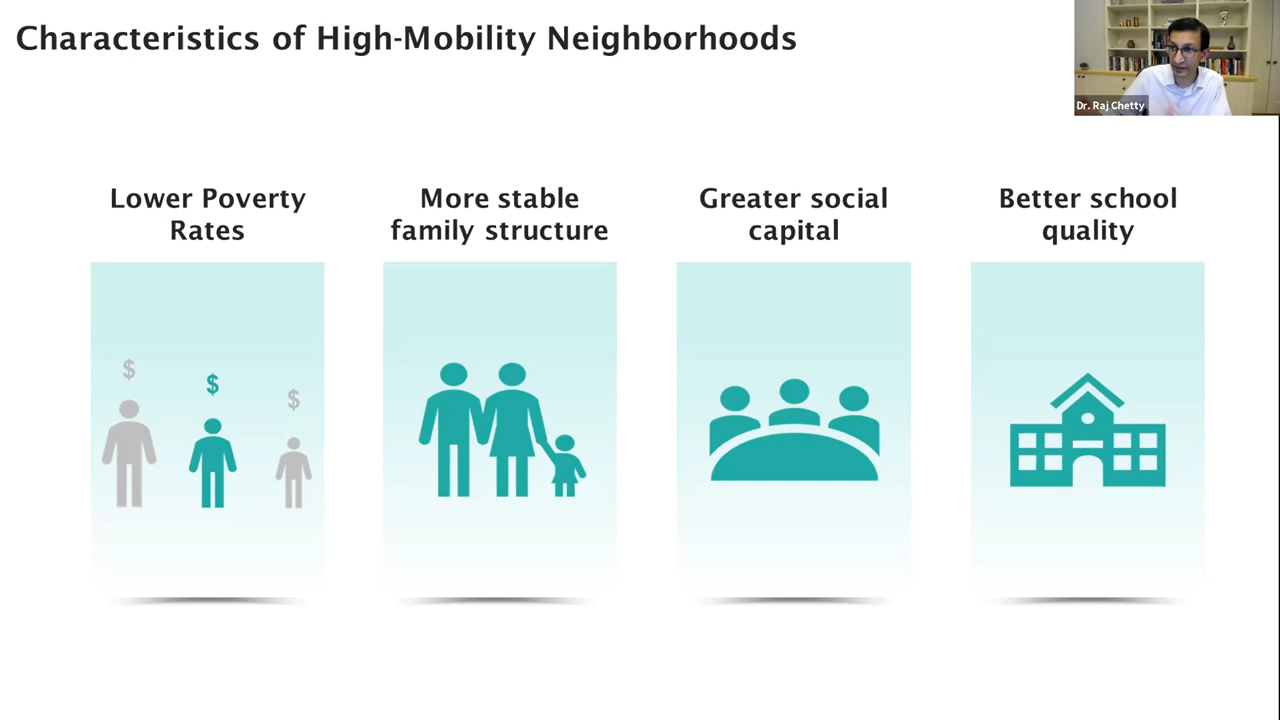 Characteristics of High-Mobility Neighborhoods
Dr. Raj Chetty
Lower Poverty
Rates
More stable
family structure
Greater social
capital
Better school
quality
$
$
$